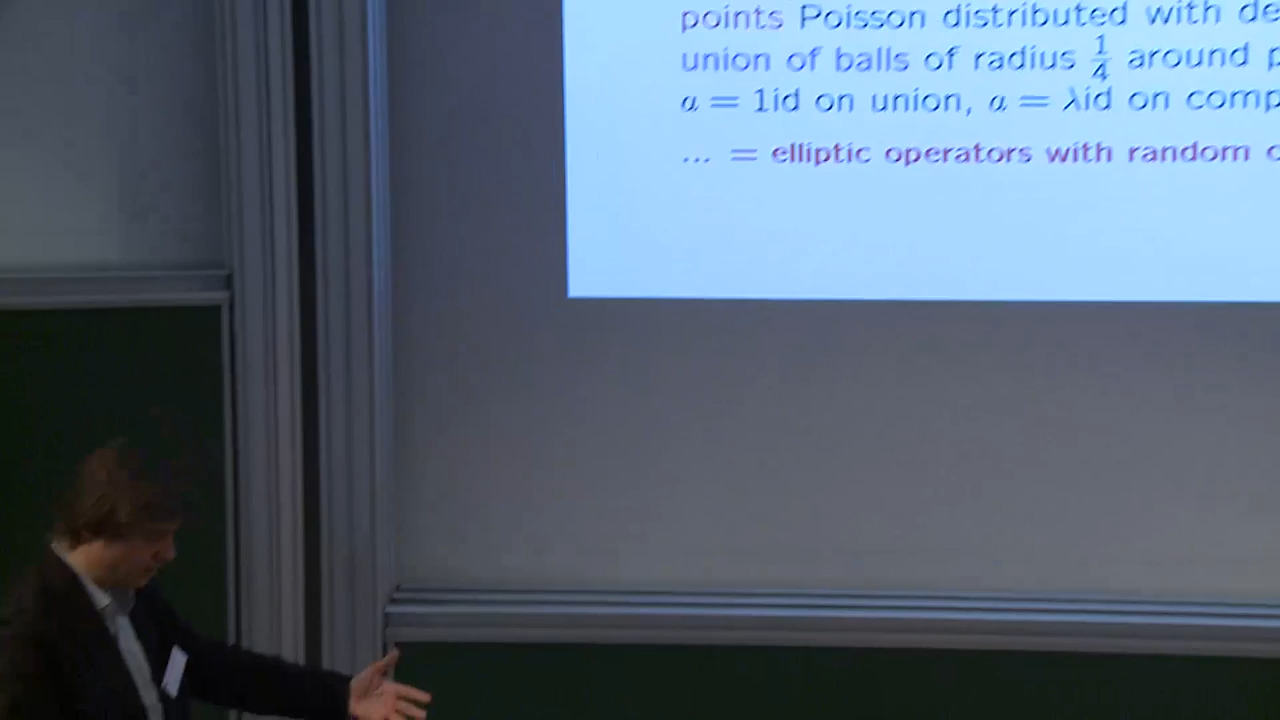 points Poisson distributed with de
union of balls of radius 1/4 around p
a = 1id on union, a = λid on comp
... = elliptic operators with random c